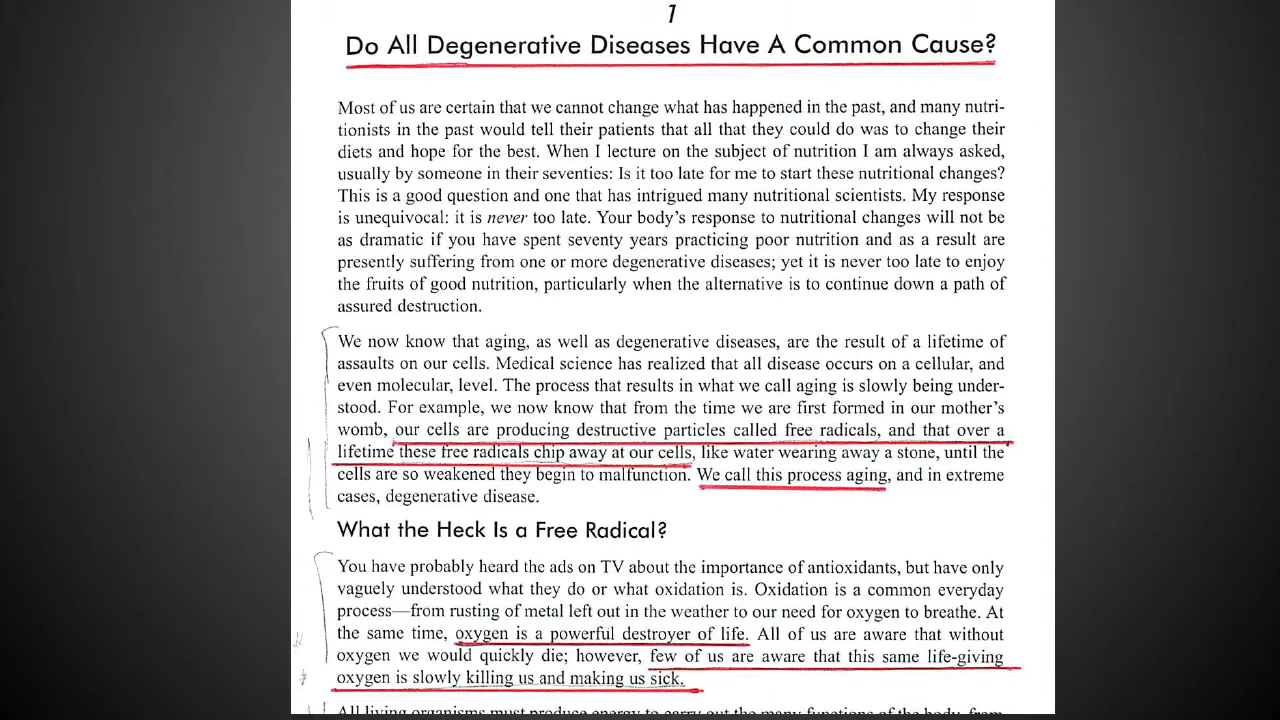 1
Do All Degenerative Diseases Have A Common Cause?
Most of us are certain that we cannot change what has happened in the past, and many nutri-
tionists in the past would tell their patients that all that they could do was to change their
diets and hope for the best. When I lecture on the subject of nutrition I am always asked,
usually by someone in their seventies: Is it too late for me to start these nutritional changes?
This is a good question and one that has intrigued many nutritional scientists. My response
is unequivocal: it is never too late. Your body's response to nutritional changes will not be
as dramatic if you have spent seventy years practicing poor nutrition and as a result are
presently suffering from one or more degenerative diseases; yet it is never too late to enjoy
the fruits of good nutrition, particularly when the alternative is to continue down a path of
assured destruction.
We now know that aging, as well as degenerative diseases, are the result of a lifetime of
assaults on our cells. Medical science has realized that all disease occurs on a cellular, and
even molecular, level. The process that results in what we call aging is slowly being under-
stood. For example, we now know that from the time we are first formed in our mother's
womb, our cells are producing destructive particles called free radicals, and that over a
lifetime these free radicals chip away at our cells, like water wearing away a stone, until the
cells are so weakened they begin to malfunction. We call this process aging, and in extreme
cases, degenerative disease.
What the Heck Is a Free Radical?
You have probably heard the ads on TV about the importance of antioxidants, but have only
vaguely understood what they do or what oxidation is. Oxidation is a common everyday
process—from rusting of metal left out in the weather to our need for oxygen to breathe. At
the same time, oxygen is a powerful destroyer of life. All of us are aware that without
oxygen we would quickly die; however, few of us are aware that this same life-giving
oxygen is slowly killing us and making us sick.
All living organisms must produce energy to carry out the many functions of the body, from